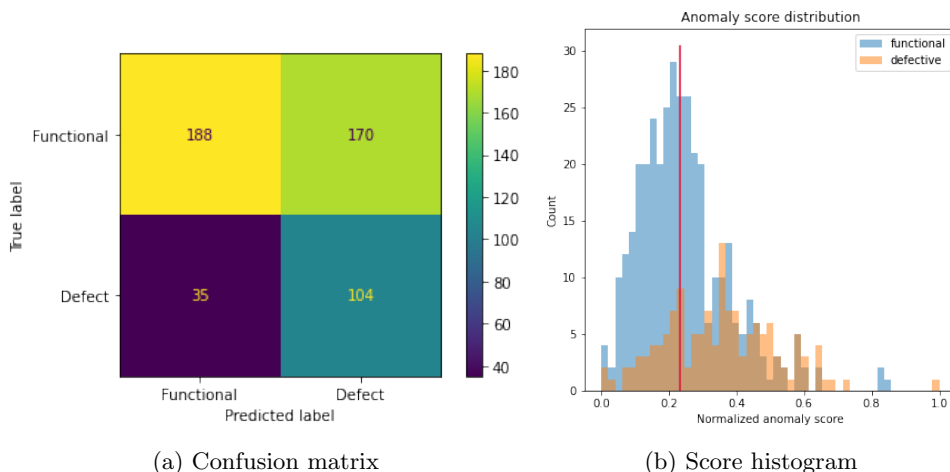 Functional
Defect
True label
188
170
35
104
Functional
Defect
Predicted label
180
160
140
120
100
80
60
40
(a) Confusion matrix
Anomaly score distribution
functional
defective
30
25
20
15
10
5
0
Count
0.0 0.2 0.4 0.6 0.8 1.0
Normalized anomaly score
(b) Score histogram